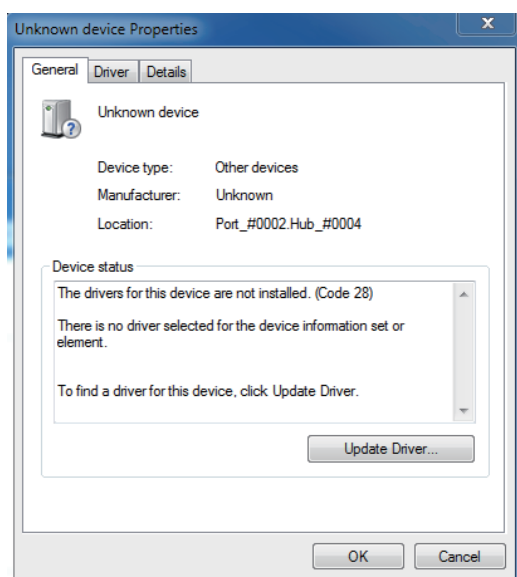 Unknown device Properties
X
General Driver Details
Unknown device
Device type: Other devices
Manufacturer: Unknown
Location: Port_#0002.Hub_#0004
Device status
The drivers for this device are not installed. (Code 28)
There is no driver selected for the device information set or
element.
To find a driver for this device, click Update Driver.
Update Driver...
OK Cancel